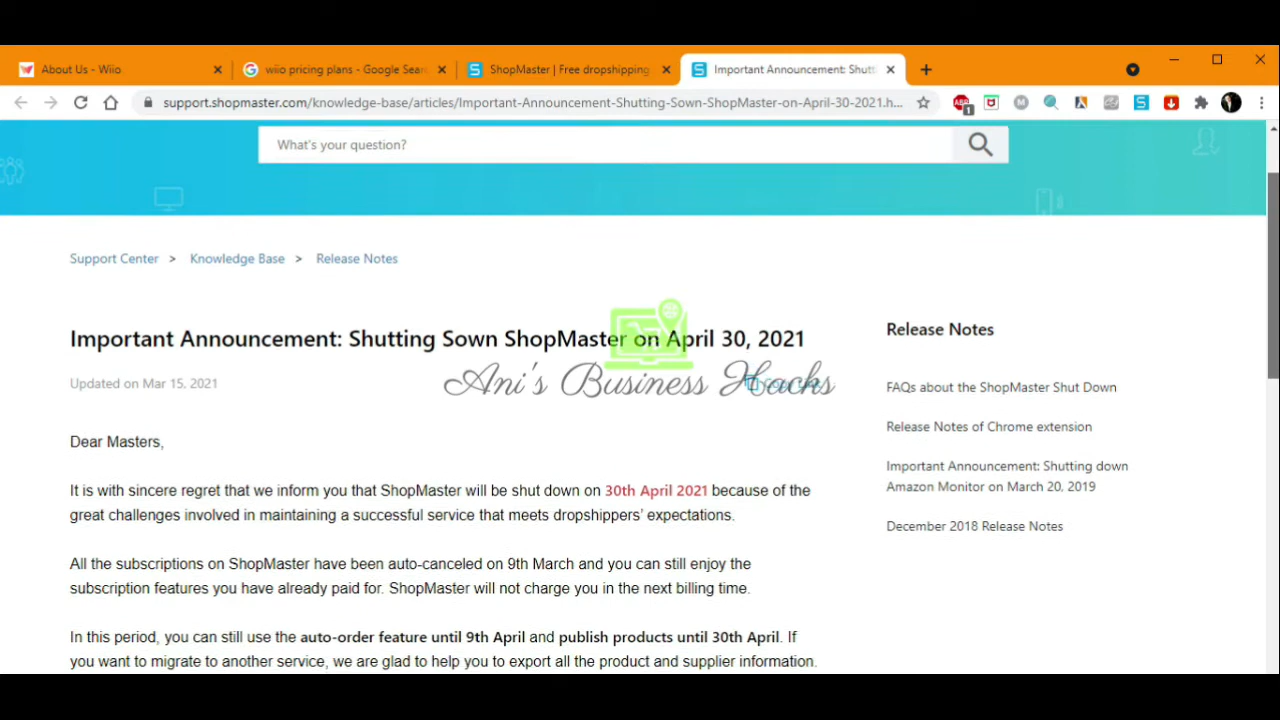 About Us - Wiio
wiio pricing plans - Google Sear
ShopMaster | Free dropshipping
Important Announcement: Shutt
support.shopmaster.com/knowledge-base/articles/Important-Announcement-Shutting-Sown-ShopMaster-on-April-30-2021.h...
What's your question?
Support Center > Knowledge Base > Release Notes
Important Announcement: Shutting Sown ShopMaster on April 30, 2021
Updated on Mar 15, 2021
Ani's Business Hacks
Dear Masters,
It is with sincere regret that we inform you that ShopMaster will be shut down on 30th April 2021 because of the
great challenges involved in maintaining a successful service that meets dropshippers' expectations.
All the subscriptions on ShopMaster have been auto-canceled on 9th March and you can still enjoy the
subscription features you have already paid for. ShopMaster will not charge you in the next billing time.
In this period, you can still use the auto-order feature until 9th April and publish products until 30th April. If
you want to migrate to another service, we are glad to help you to export all the product and supplier information.
Release Notes
FAQs about the ShopMaster Shut Down
Release Notes of Chrome extension
Important Announcement: Shutting down
Amazon Monitor on March 20, 2019
December 2018 Release Notes